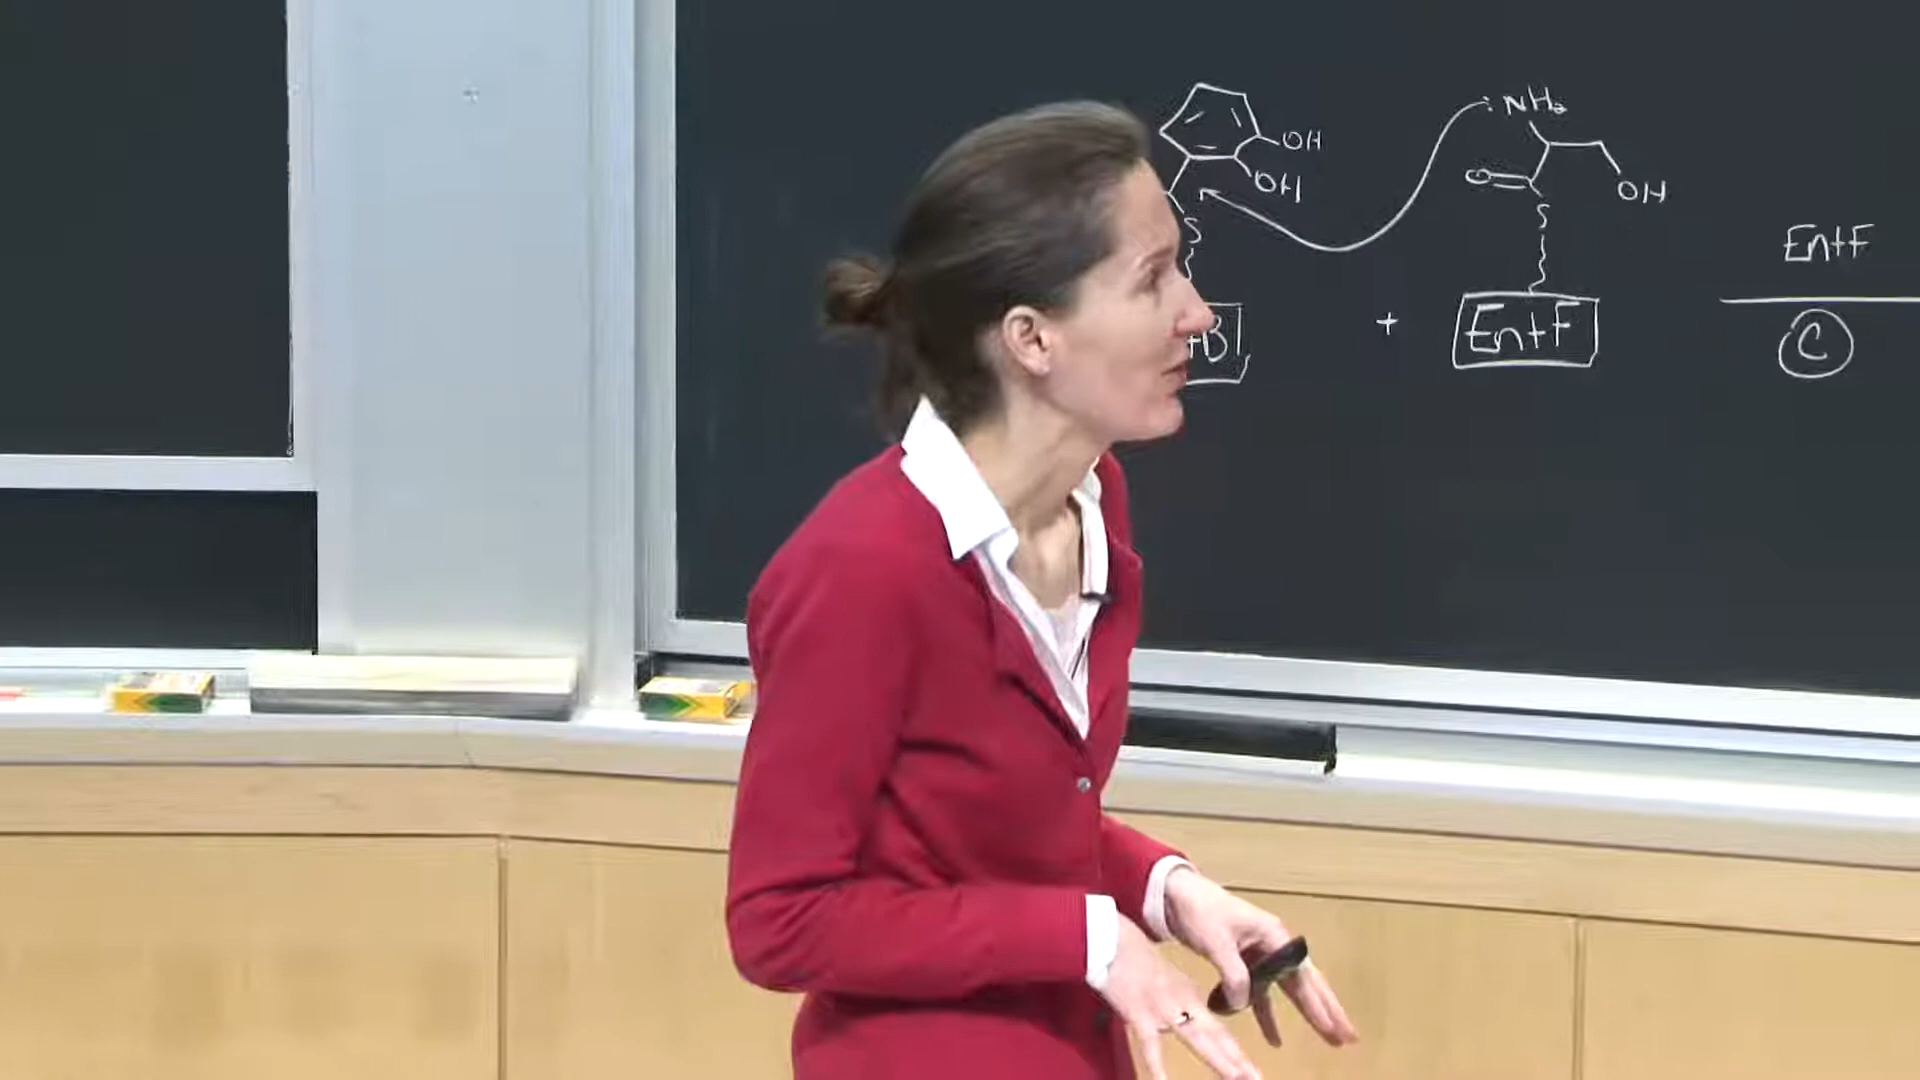 :NH₂
OH
OH
O
OH
S
S
EntF
+
EntF
C